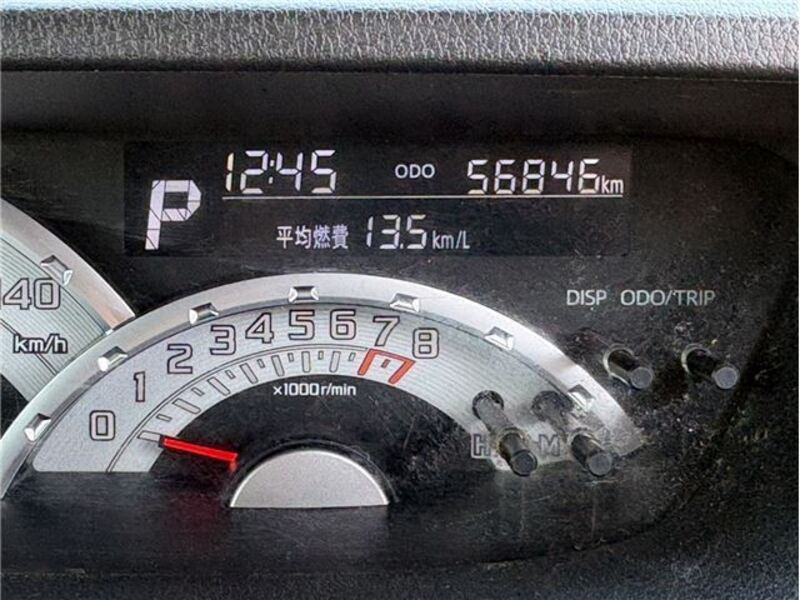 P 12:45 ODO 56846km
平均燃費 13.5km/L
DISP ODO/TRIP
40
km/h
0 1 2 3 4 5 6 7 8
×1000r/min
H M